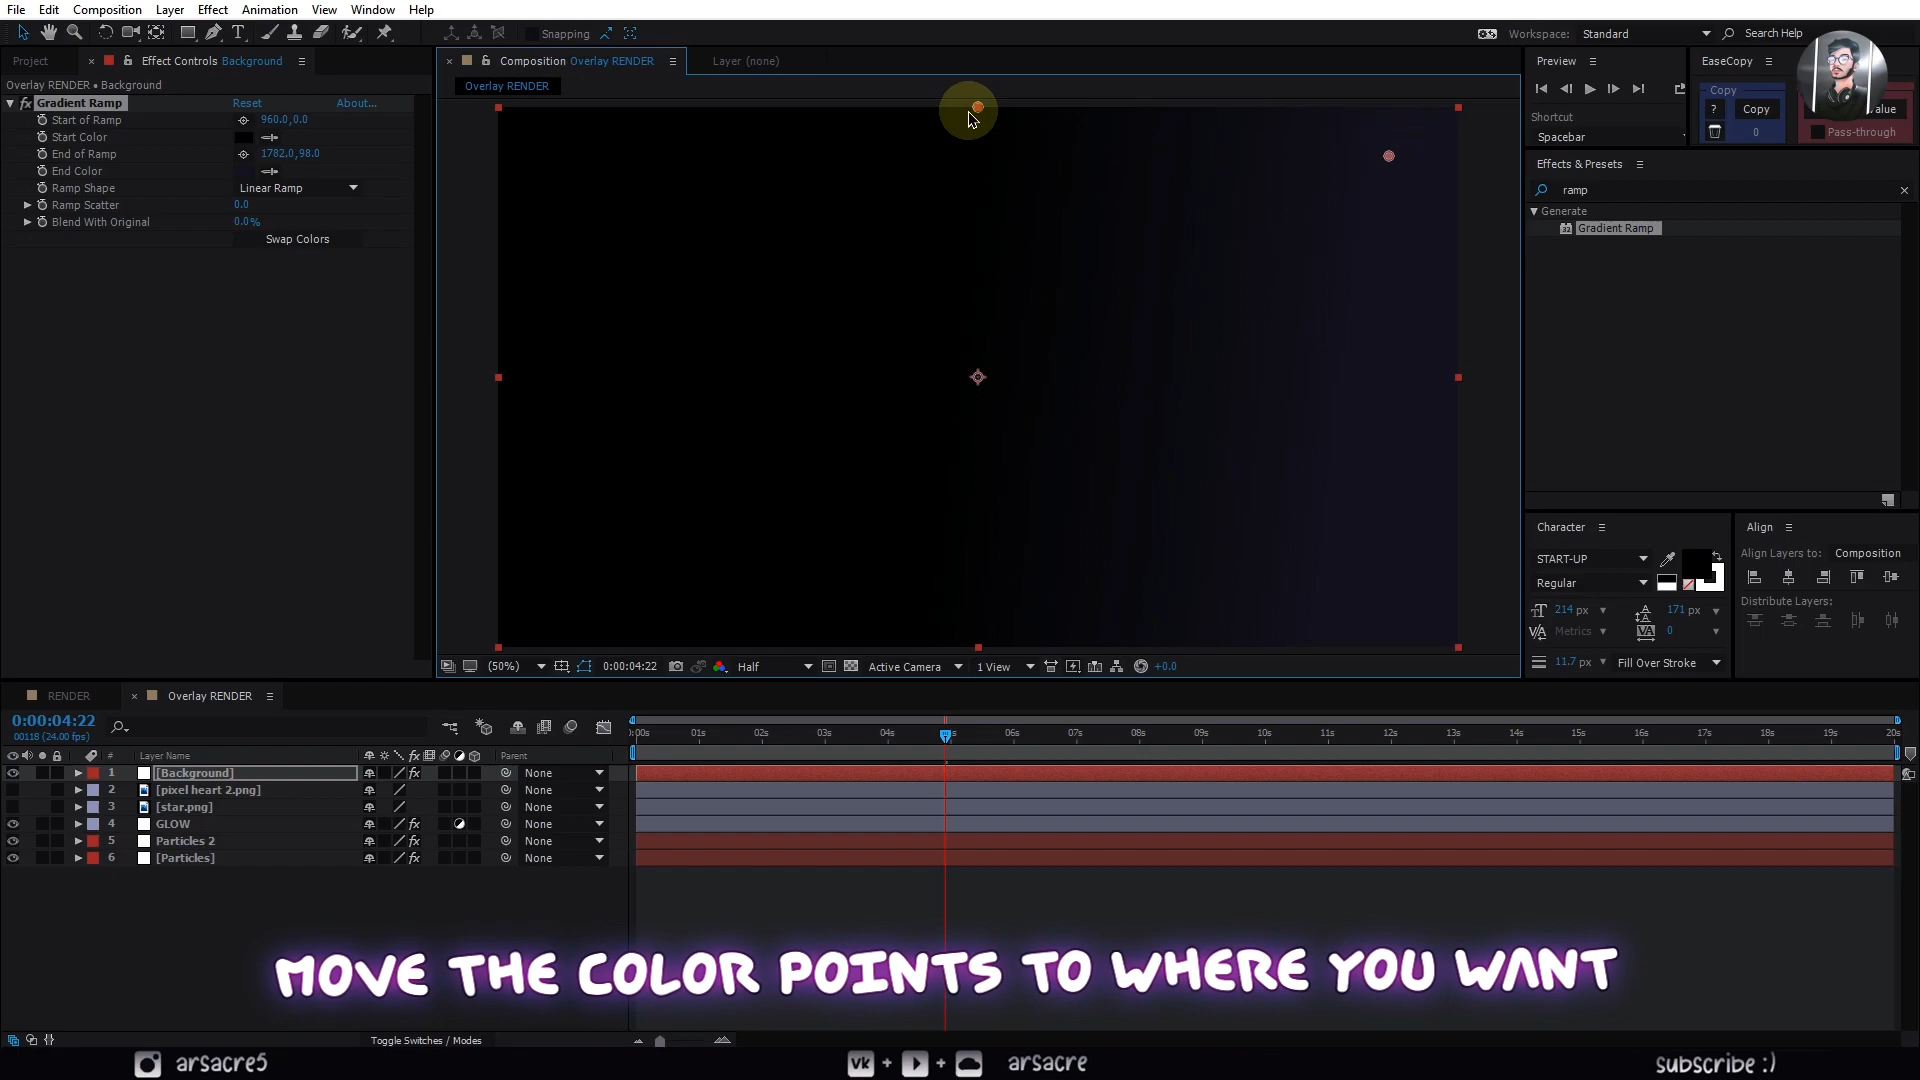 File Edit Composition Layer Effect Animation View Window Help
Snapping
Workspace: Standard
Search Help
Project
Effect Controls Background
Composition Overlay RENDER
Layer (none)
Preview
EaseCopy
Overlay RENDER • Background
Overlay RENDER
Gradient Ramp Reset About...
Start of Ramp 960.0,0.0
Start Color
End of Ramp 1782.0,98.0
End Color
Ramp Shape Linear Ramp
Ramp Scatter 0.0
Blend With Original 0.0%
Swap Colors
Shortcut
Spacebar
Copy
? Copy
0
Pass-through
Effects & Presets
ramp
Generate
32 Gradient Ramp
Character
START-UP
Regular
214 px 171 px
Metrics 0
11.7 px Fill Over Stroke
Align
Align Layers to: Composition
Distribute Layers:
(50%) 0:00:04:22 Half Active Camera 1 View +0.0
RENDER
Overlay RENDER
0:00:04:22
00118 (24.00 fps)
:00s 01s 02s 03s 04s 06s 07s 08s 09s 10s 11s 12s 13s 14s 15s 16s 17s 18s 19s 20s
# Layer Name fx Parent
1 [Background] fx None
2 [pixel heart 2.png] None
3 [star.png] None
4 GLOW fx None
5 Particles 2 fx None
6 [Particles] fx None
MOVE THE COLOR POINTS TO WHERE YOU WANT
Toggle Switches / Modes
arsacre5
VK + + arsacre
subscribe :)